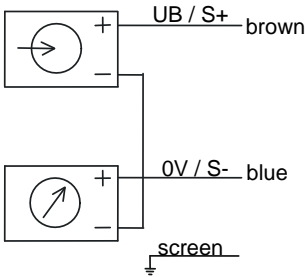 + UB / S+ brown
−
+ 0V / S- blue
−
screen